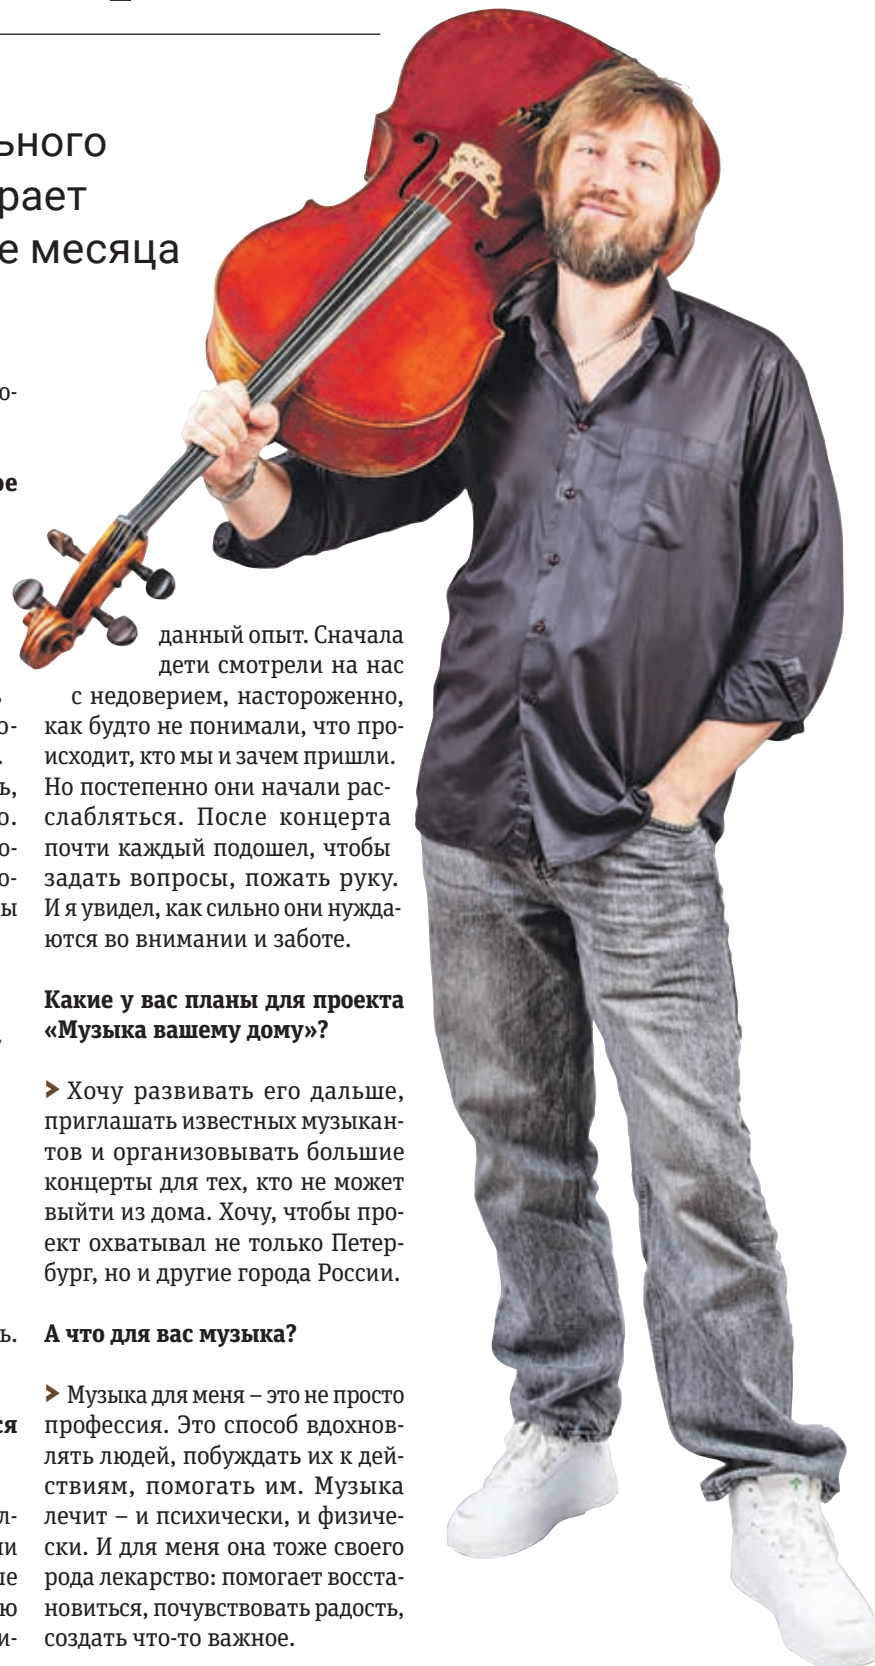 ьного
рает
е месяца
о-
ре
о-
.
ь,
о.
о-
о-
ы
ь.
ся
л-
ю
и-
данный опыт. Сначала
дети смотрели на нас
с недоверием, настороженно,
как будто не понимали, что про-
исходит, кто мы и зачем пришли.
Но постепенно они начали рас-
слабляться. После концерта
почти каждый подошел, чтобы
задать вопросы, пожать руку.
И я увидел, как сильно они нужда-
ются во внимании и заботе.
Какие у вас планы для проекта
«Музыка вашему дому»?
> Хочу развивать его дальше,
приглашать известных музыкан-
тов и организовывать большие
концерты для тех, кто не может
выйти из дома. Хочу, чтобы про-
ект охватывал не только Петер-
бург, но и другие города России.
А что для вас музыка?
> Музыка для меня – это не просто
профессия. Это способ вдохнов-
лять людей, побуждать их к дей-
ствиям, помогать им. Музыка
лечит – и психически, и физиче-
ски. И для меня она тоже своего
рода лекарство: помогает восста-
новиться, почувствовать радость,
создать что-то важное.